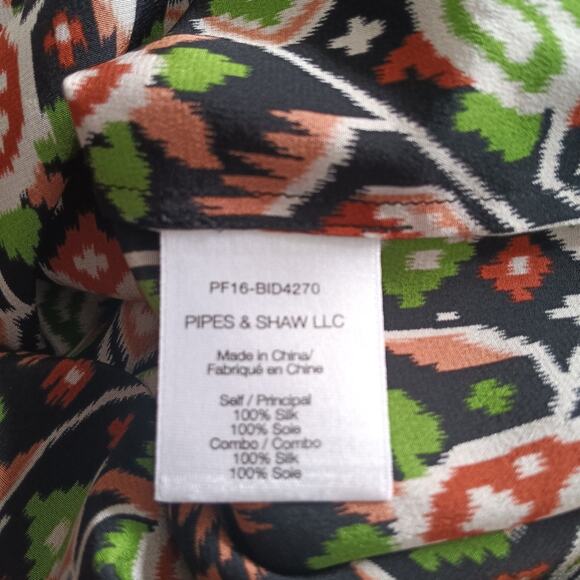 PF16-BID4270
PIPES & SHAW LLC
Made in China/
Fabriqué en Chine
Self / Principal
100% Silk
100% Soie
Combo / Combo
100% Silk
100% Soie